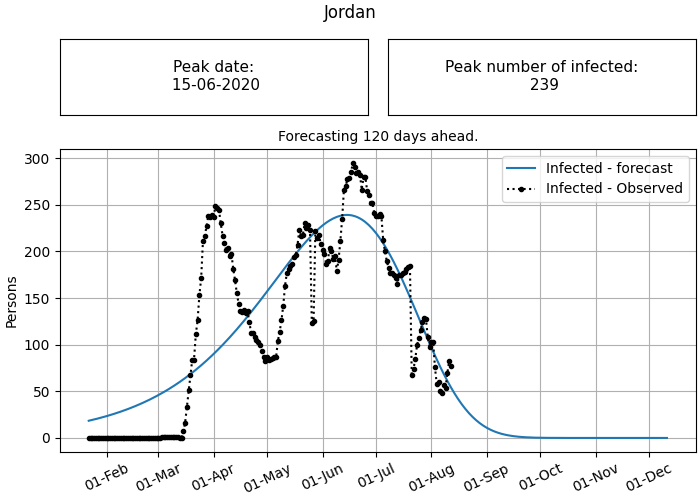 Jordan
Peak date:
15-06-2020
Peak number of infected:
239
Forecasting 120 days ahead.
Infected - forecast
Infected - Observed
Persons
300
250
200
150
100
50
0
01-Feb
01-Mar
01-Apr
01-May
01-Jun
01-Jul
01-Aug
01-Sep
01-Oct
01-Nov
01-Dec